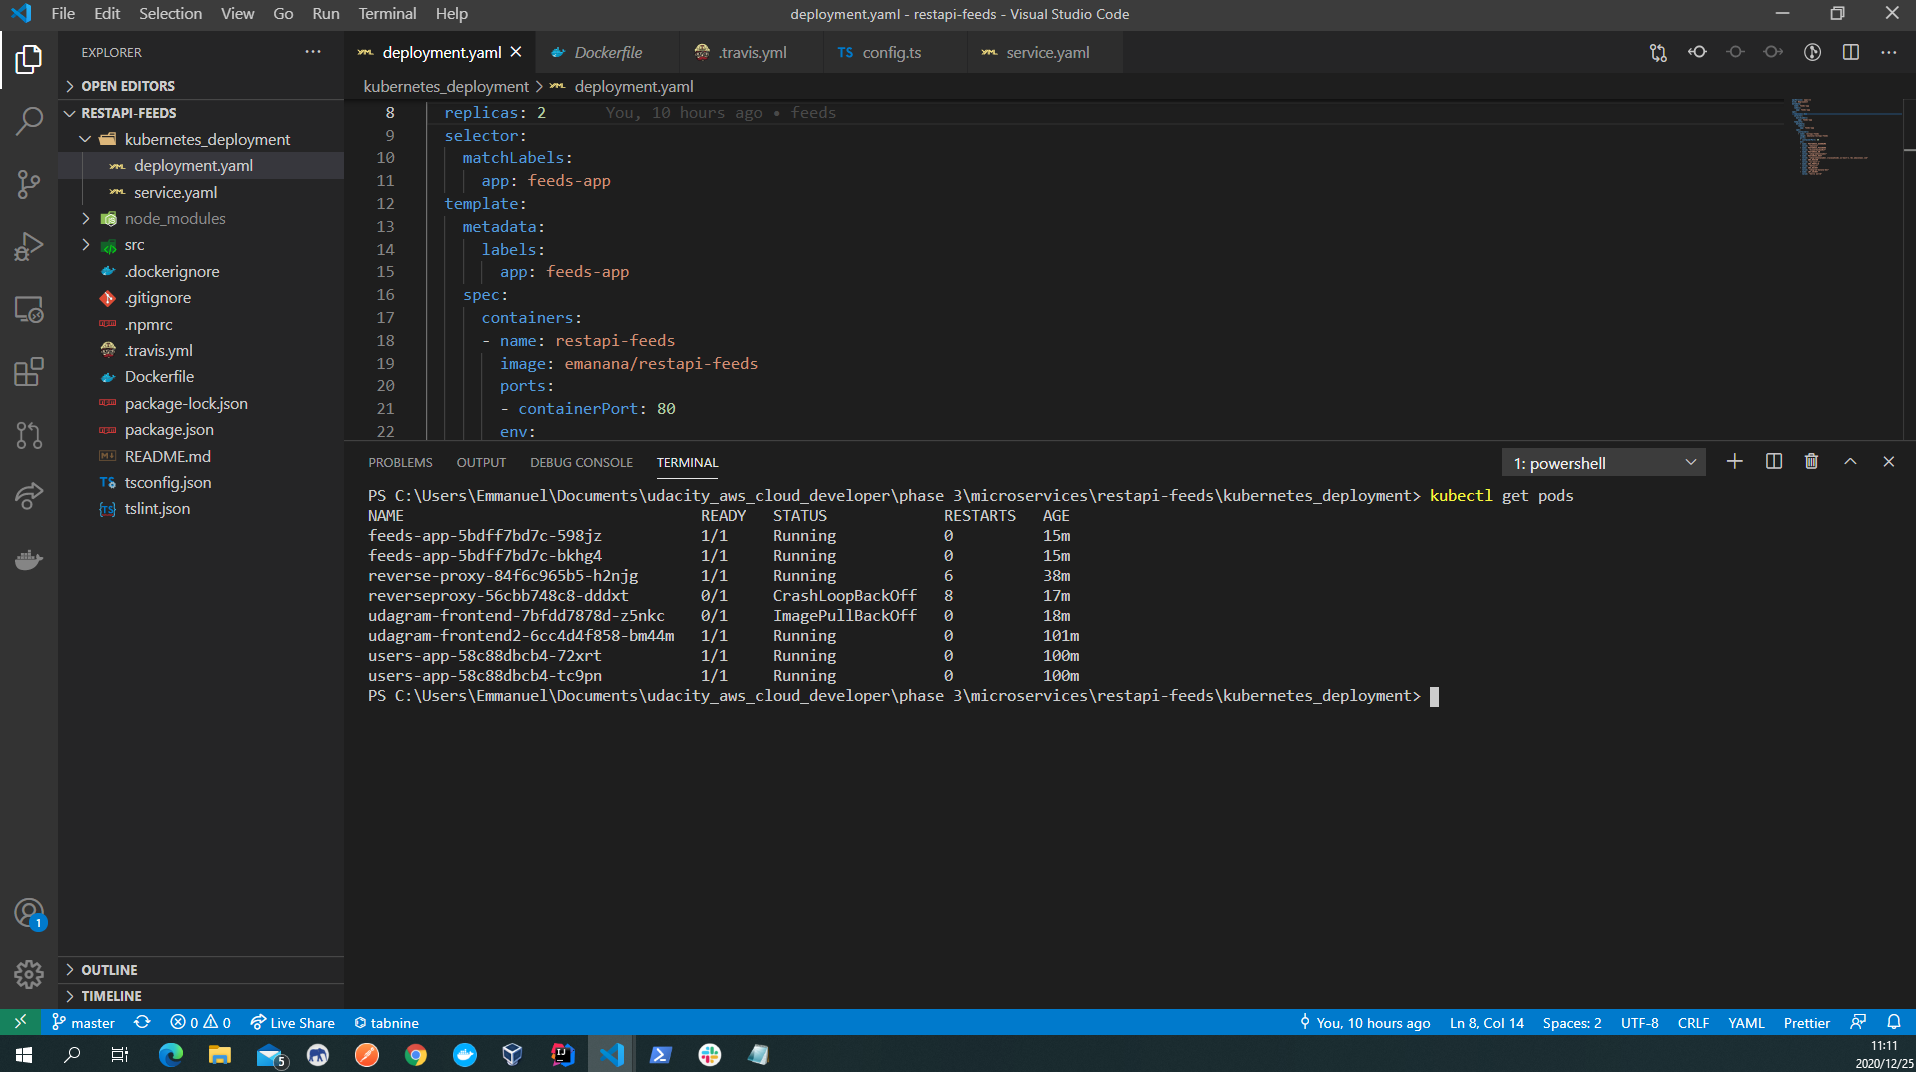 File Edit Selection View Go Run Terminal Help
deployment.yaml - restapi-feeds - Visual Studio Code
EXPLORER
OPEN EDITORS
RESTAPI-FEEDS
kubernetes_deployment
deployment.yaml
service.yaml
node_modules
src
.dockerignore
.gitignore
.npmrc
.travis.yml
Dockerfile
package-lock.json
package.json
README.md
tsconfig.json
tslint.json
OUTLINE
TIMELINE
deployment.yaml Dockerfile .travis.yml TS config.ts service.yaml
kubernetes_deployment > deployment.yaml
8 replicas: 2 You, 10 hours ago • feeds
9 selector:
10 matchLabels:
11 app: feeds-app
12 template:
13 metadata:
14 labels:
15 app: feeds-app
16 spec:
17 containers:
18 - name: restapi-feeds
19 image: emanana/restapi-feeds
20 ports:
21 - containerPort: 80
22 env:
PROBLEMS OUTPUT DEBUG CONSOLE TERMINAL
1: powershell
PS C:\Users\Emmanuel\Documents\udacity_aws_cloud_developer\phase 3\microservices\restapi-feeds\kubernetes_deployment> kubectl get pods
NAME READY STATUS RESTARTS AGE
feeds-app-5bdff7bd7c-598jz 1/1 Running 0 15m
feeds-app-5bdff7bd7c-bkhg4 1/1 Running 0 15m
reverse-proxy-84f6c965b5-h2njg 1/1 Running 6 38m
reverseproxy-56cbb748c8-dddxt 0/1 CrashLoopBackOff 8 17m
udagram-frontend-7bfdd7878d-z5nkc 0/1 ImagePullBackOff 0 18m
udagram-frontend2-6cc4d4f858-bm44m 1/1 Running 0 101m
users-app-58c88dbcb4-72xrt 1/1 Running 0 100m
users-app-58c88dbcb4-tc9pn 1/1 Running 0 100m
PS C:\Users\Emmanuel\Documents\udacity_aws_cloud_developer\phase 3\microservices\restapi-feeds\kubernetes_deployment>
1
master 0 0 Live Share tabnine
You, 10 hours ago Ln 8, Col 14 Spaces: 2 UTF-8 CRLF YAML Prettier
5
11:11
2020/12/25